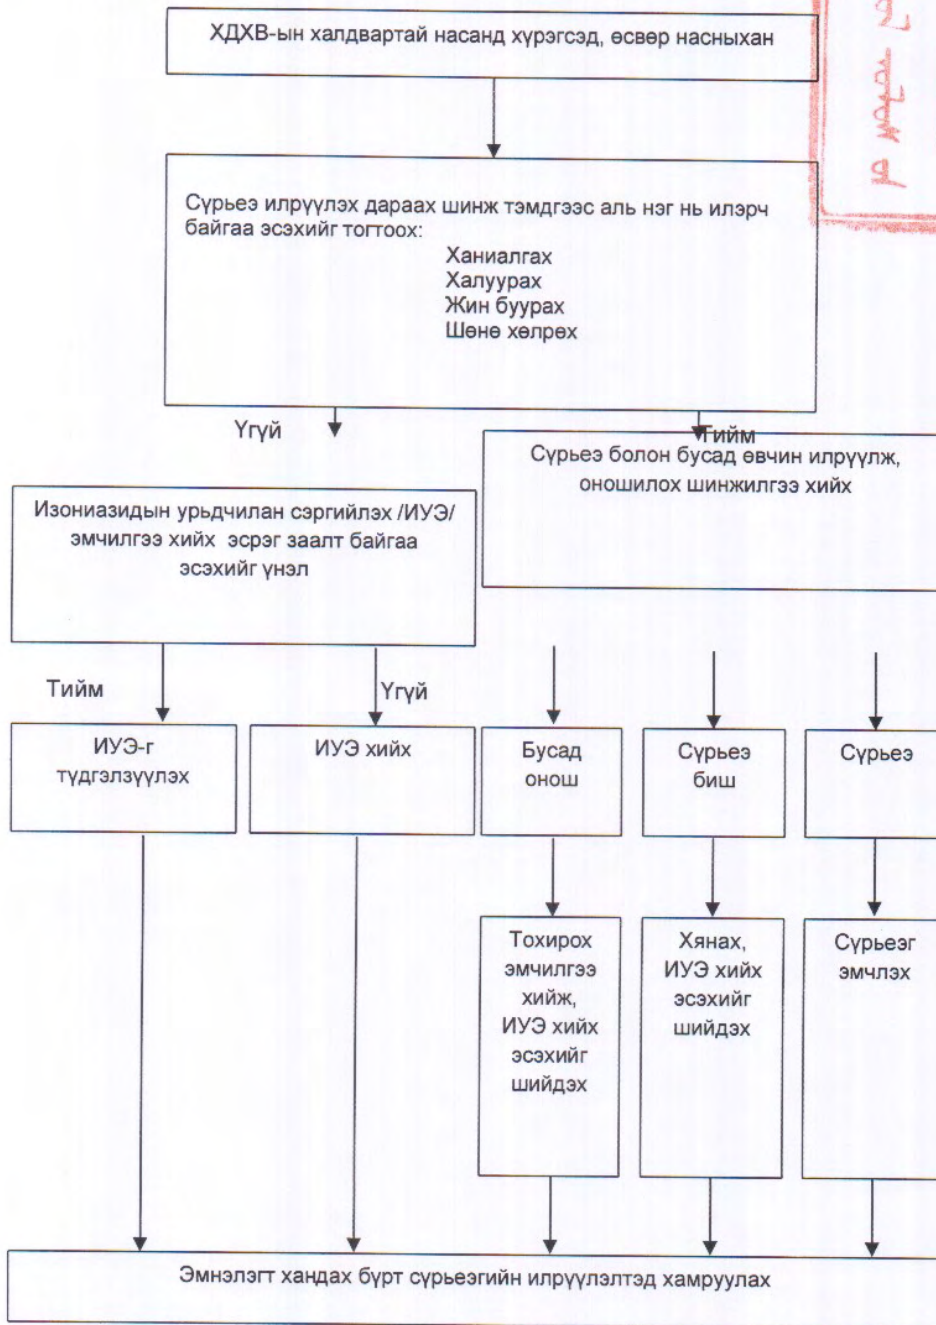 ХДХВ-ын халдвартай насанд хүрэгсэд, өсвөр насныхан
Сүрьеэ илрүүлэх дараах шинж тэмдгээс аль нэг нь илэрч
байгаа эсэхийг тогтоох:
Ханиалгах
Халуурах
Жин буурах
Шөнө хөлрөх
Үгүй
Тийм
Изониазидын урьдчилан сэргийлэх /ИУЭ/
эмчилгээ хийх эсрэг заалт байгаа
эсэхийг үнэл
Сүрьеэ болон бусад өвчин илрүүлж,
оношилох шинжилгээ хийх
Тийм
Үгүй
ИУЭ-г
түдгэлзүүлэх
ИУЭ хийх
Бусад
онош
Сүрьеэ
биш
Сүрьеэ
Тохирох
эмчилгээ
хийж,
ИУЭ хийх
эсэхийг
шийдэх
Хянах,
ИУЭ хийх
эсэхийг
шийдэх
Сүрьеэг
эмчлэх
Эмнэлэгт хандах бүрт сүрьеэгийн илрүүлэлтэд хамруулах